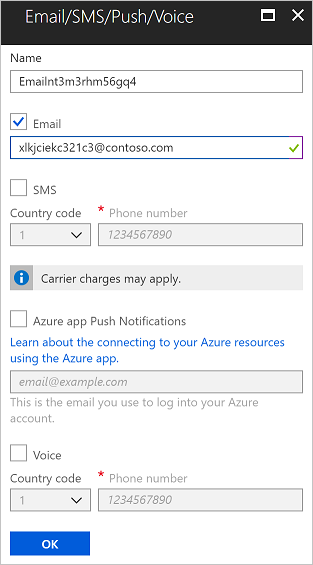 Email/SMS/Push/Voice
Name
Emailnt3m3rhm56gq4
Email
xlkjciekc321c3@contoso.com
SMS
Country code * Phone number
1 1234567890
Carrier charges may apply.
Azure app Push Notifications
Learn about the connecting to your Azure resources
using the Azure app.
email@example.com
This is the email you use to log into your Azure
account.
Voice
Country code * Phone number
1 1234567890
OK